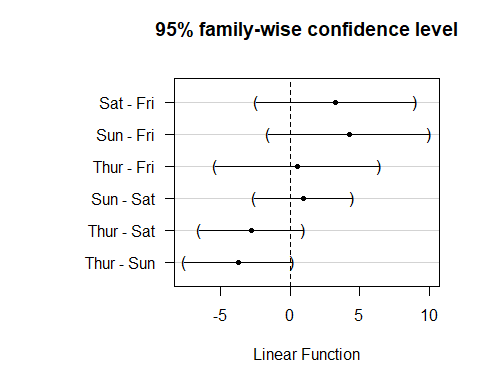 95% family-wise confidence level
Sat - Fri
Sun - Fri
Thur - Fri
Sun - Sat
Thur - Sat
Thur - Sun
-5 0 5 10
Linear Function